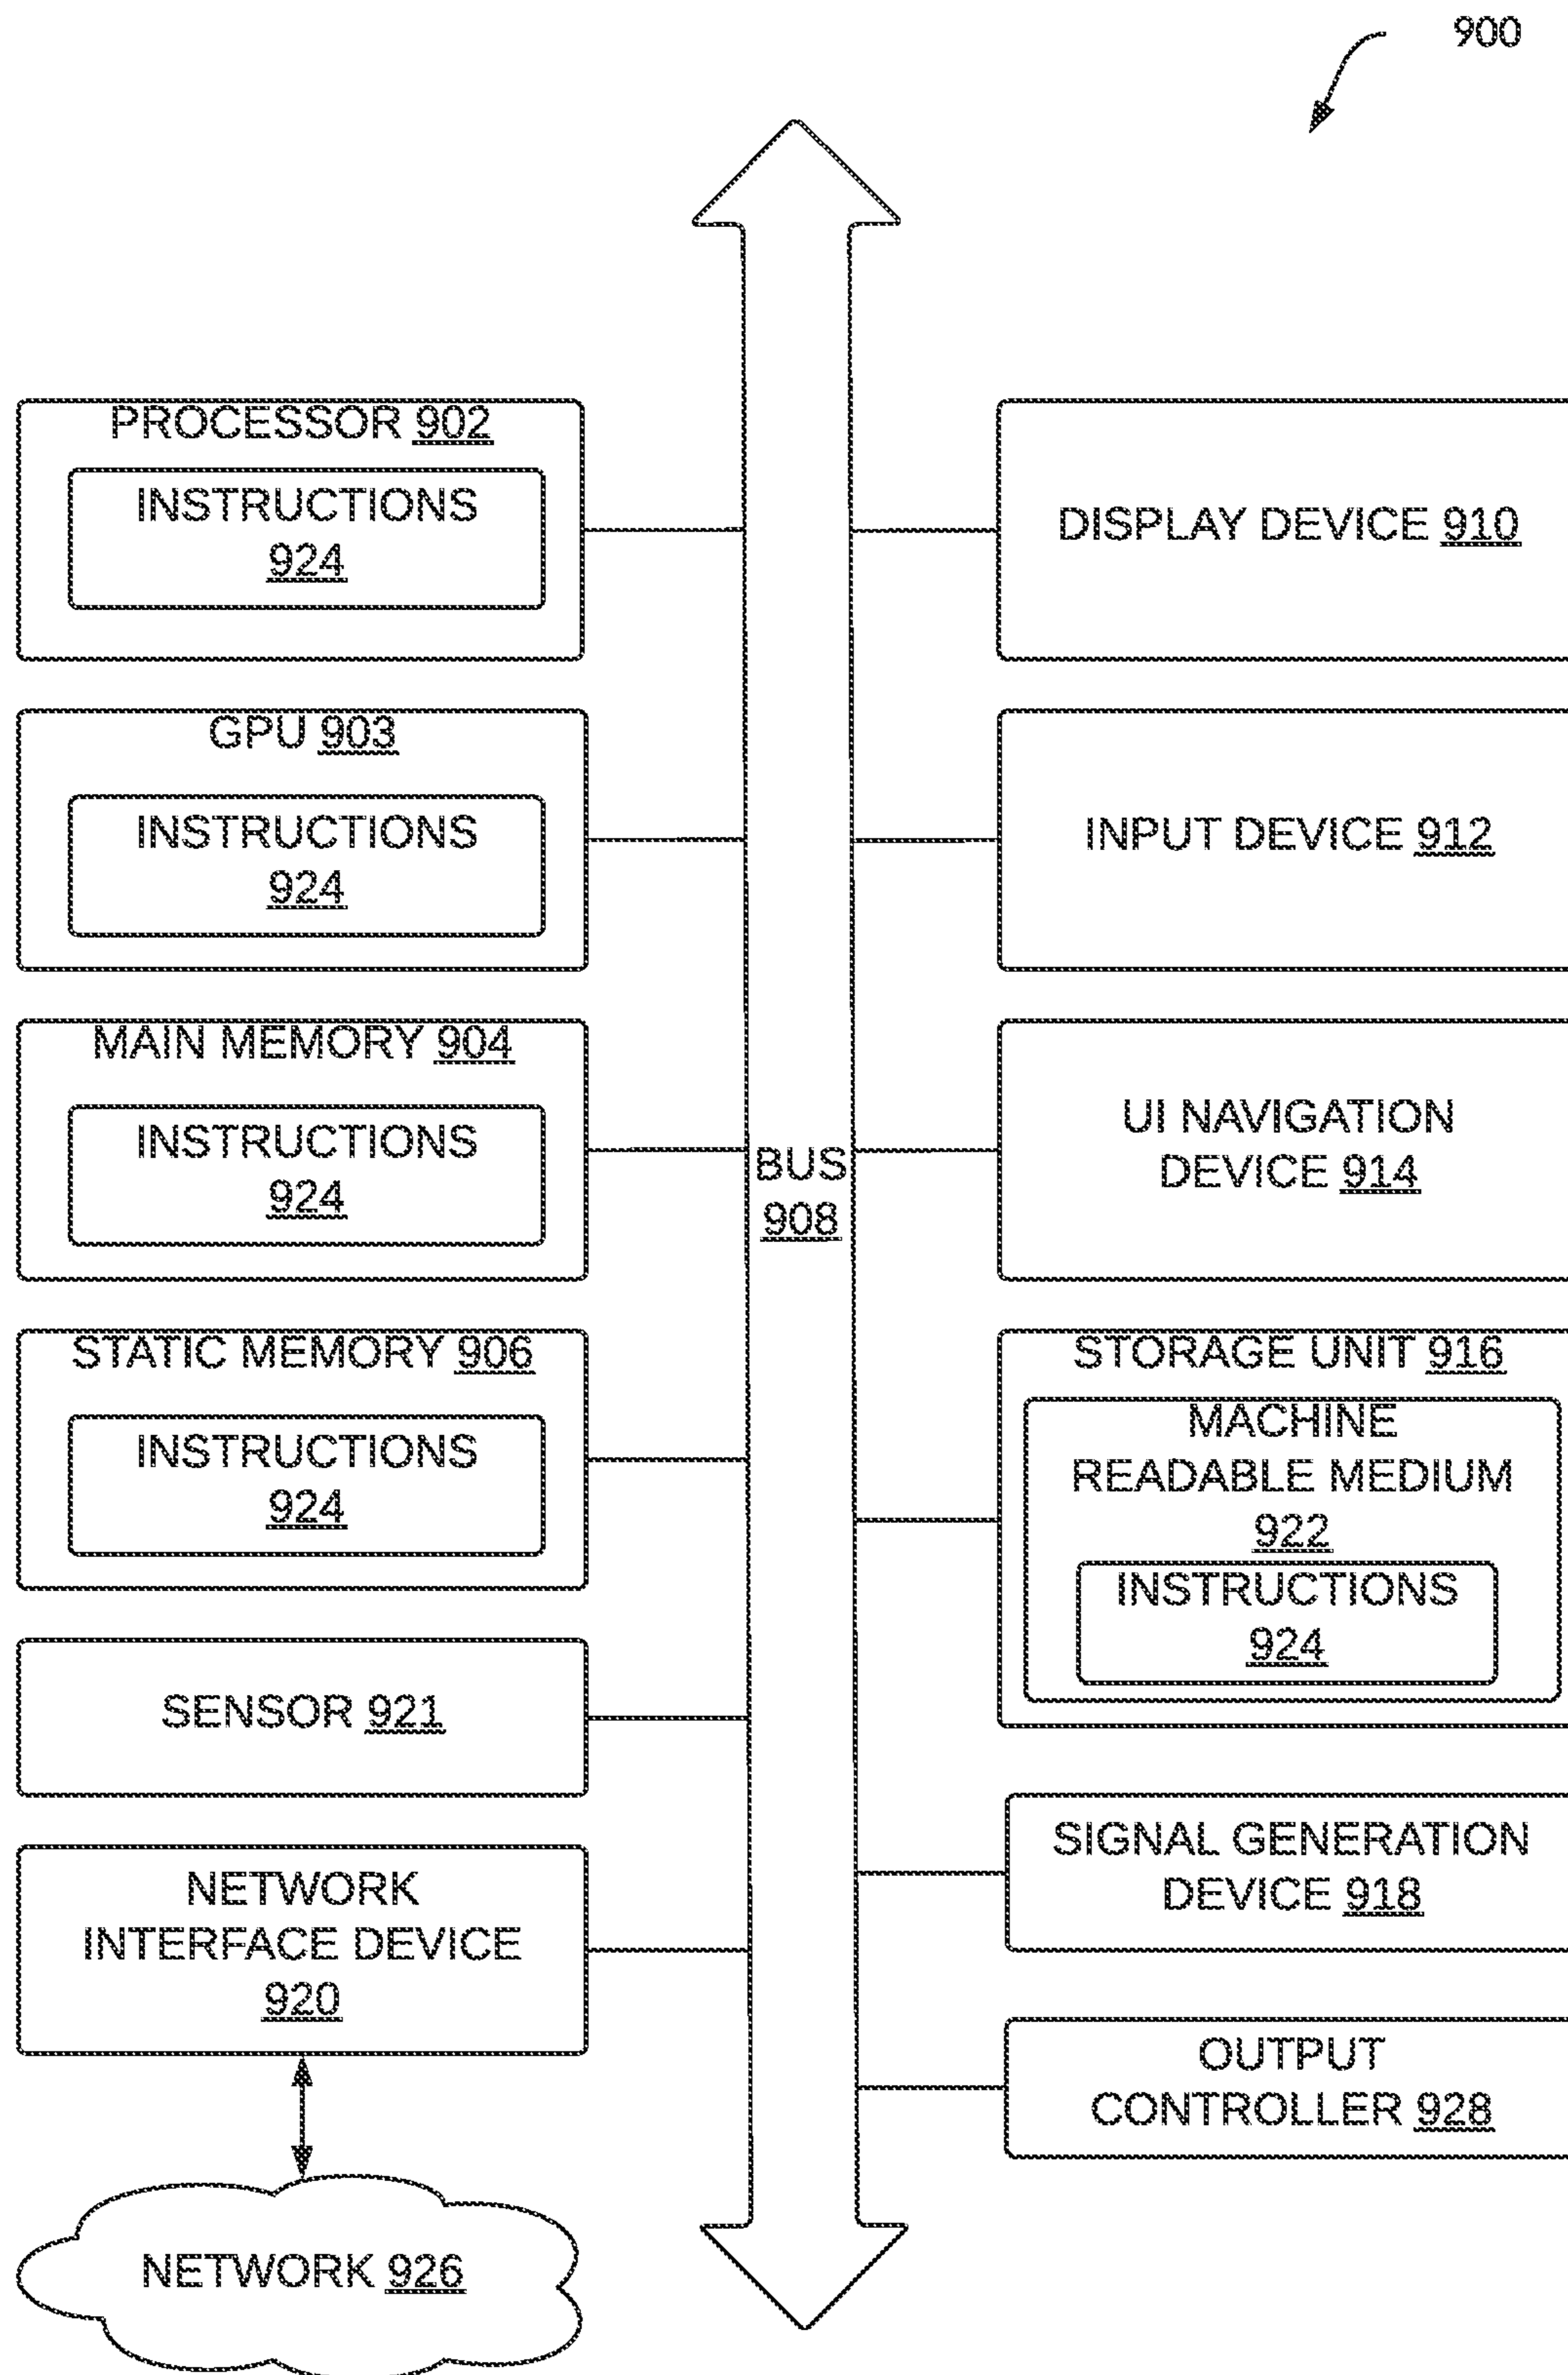 900
PROCESSOR 902
INSTRUCTIONS
924
GPU 903
INSTRUCTIONS
924
MAIN MEMORY 904
INSTRUCTIONS
924
STATIC MEMORY 906
INSTRUCTIONS
924
SENSOR 921
NETWORK
INTERFACE DEVICE
920
NETWORK 926
BUS
908
DISPLAY DEVICE 910
INPUT DEVICE 912
UI NAVIGATION
DEVICE 914
STORAGE UNIT 916
MACHINE
READABLE MEDIUM
922
INSTRUCTIONS
924
SIGNAL GENERATION
DEVICE 918
OUTPUT
CONTROLLER 928